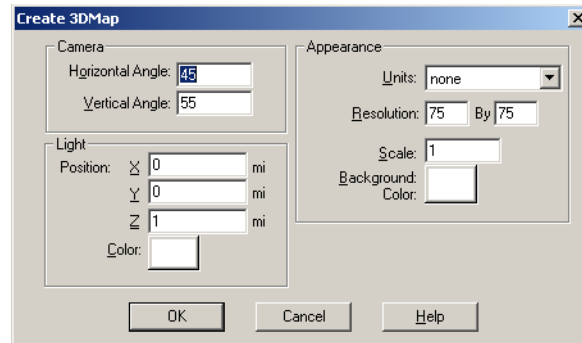 Create 3DMap
Camera
Horizontal Angle: 45
Vertical Angle: 55
Light
Position: X 0 mi
Y 0 mi
Z 1 mi
Color:
Appearance
Units: none
Resolution: 75 By 75
Scale: 1
Background
Color:
OK Cancel Help